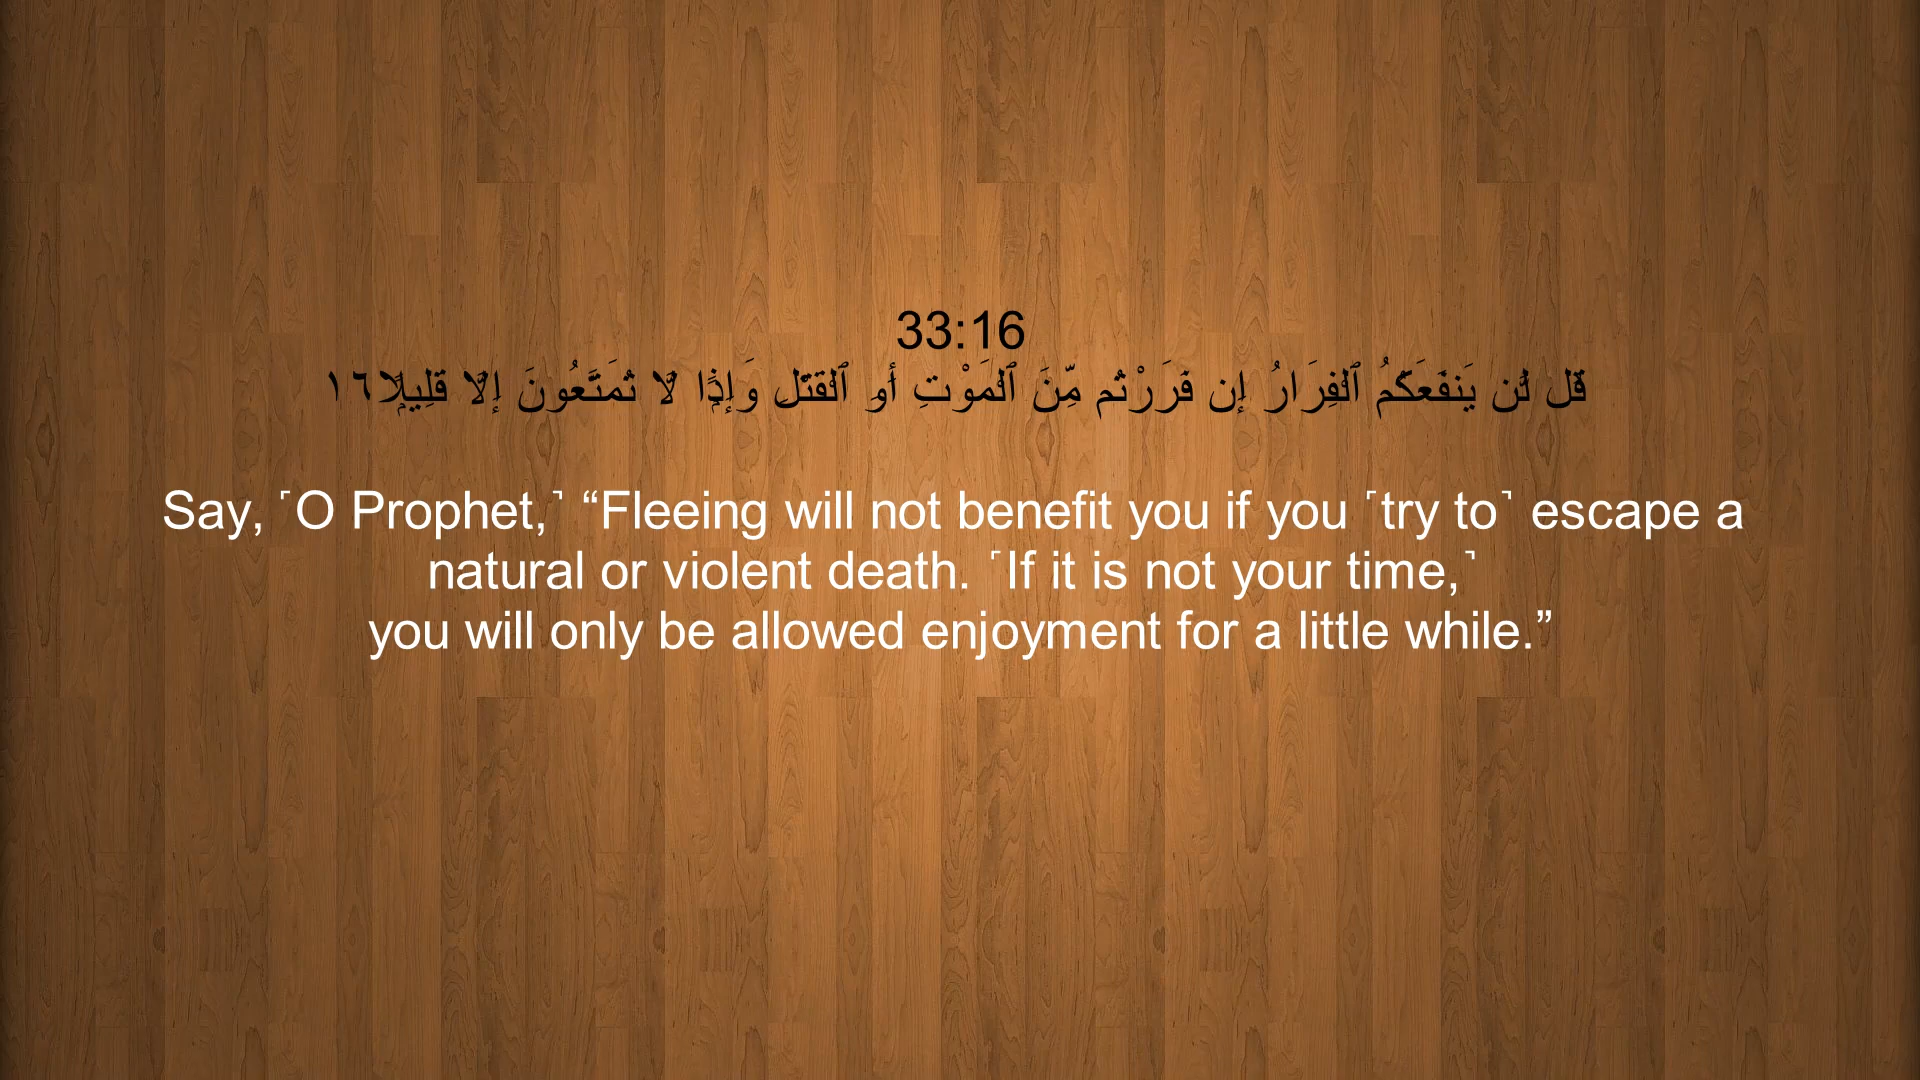 33:16
قُل لَّن يَنفَعَكُمُ ٱلْفِرَارُ إِن فَرَرْتُم مِّنَ ٱلْمَوْتِ أَوِ ٱلْقَتْلِ وَإِذًۭا لَّا تُمَتَّعُونَ إِلَّا قَلِيلًۭا ١٦
Say, ˹O Prophet,˺ “Fleeing will not benefit you if you ˹try to˺ escape a
natural or violent death. ˹If it is not your time,˺
you will only be allowed enjoyment for a little while.”